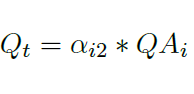 Q_t = α_{i2} * QA_i